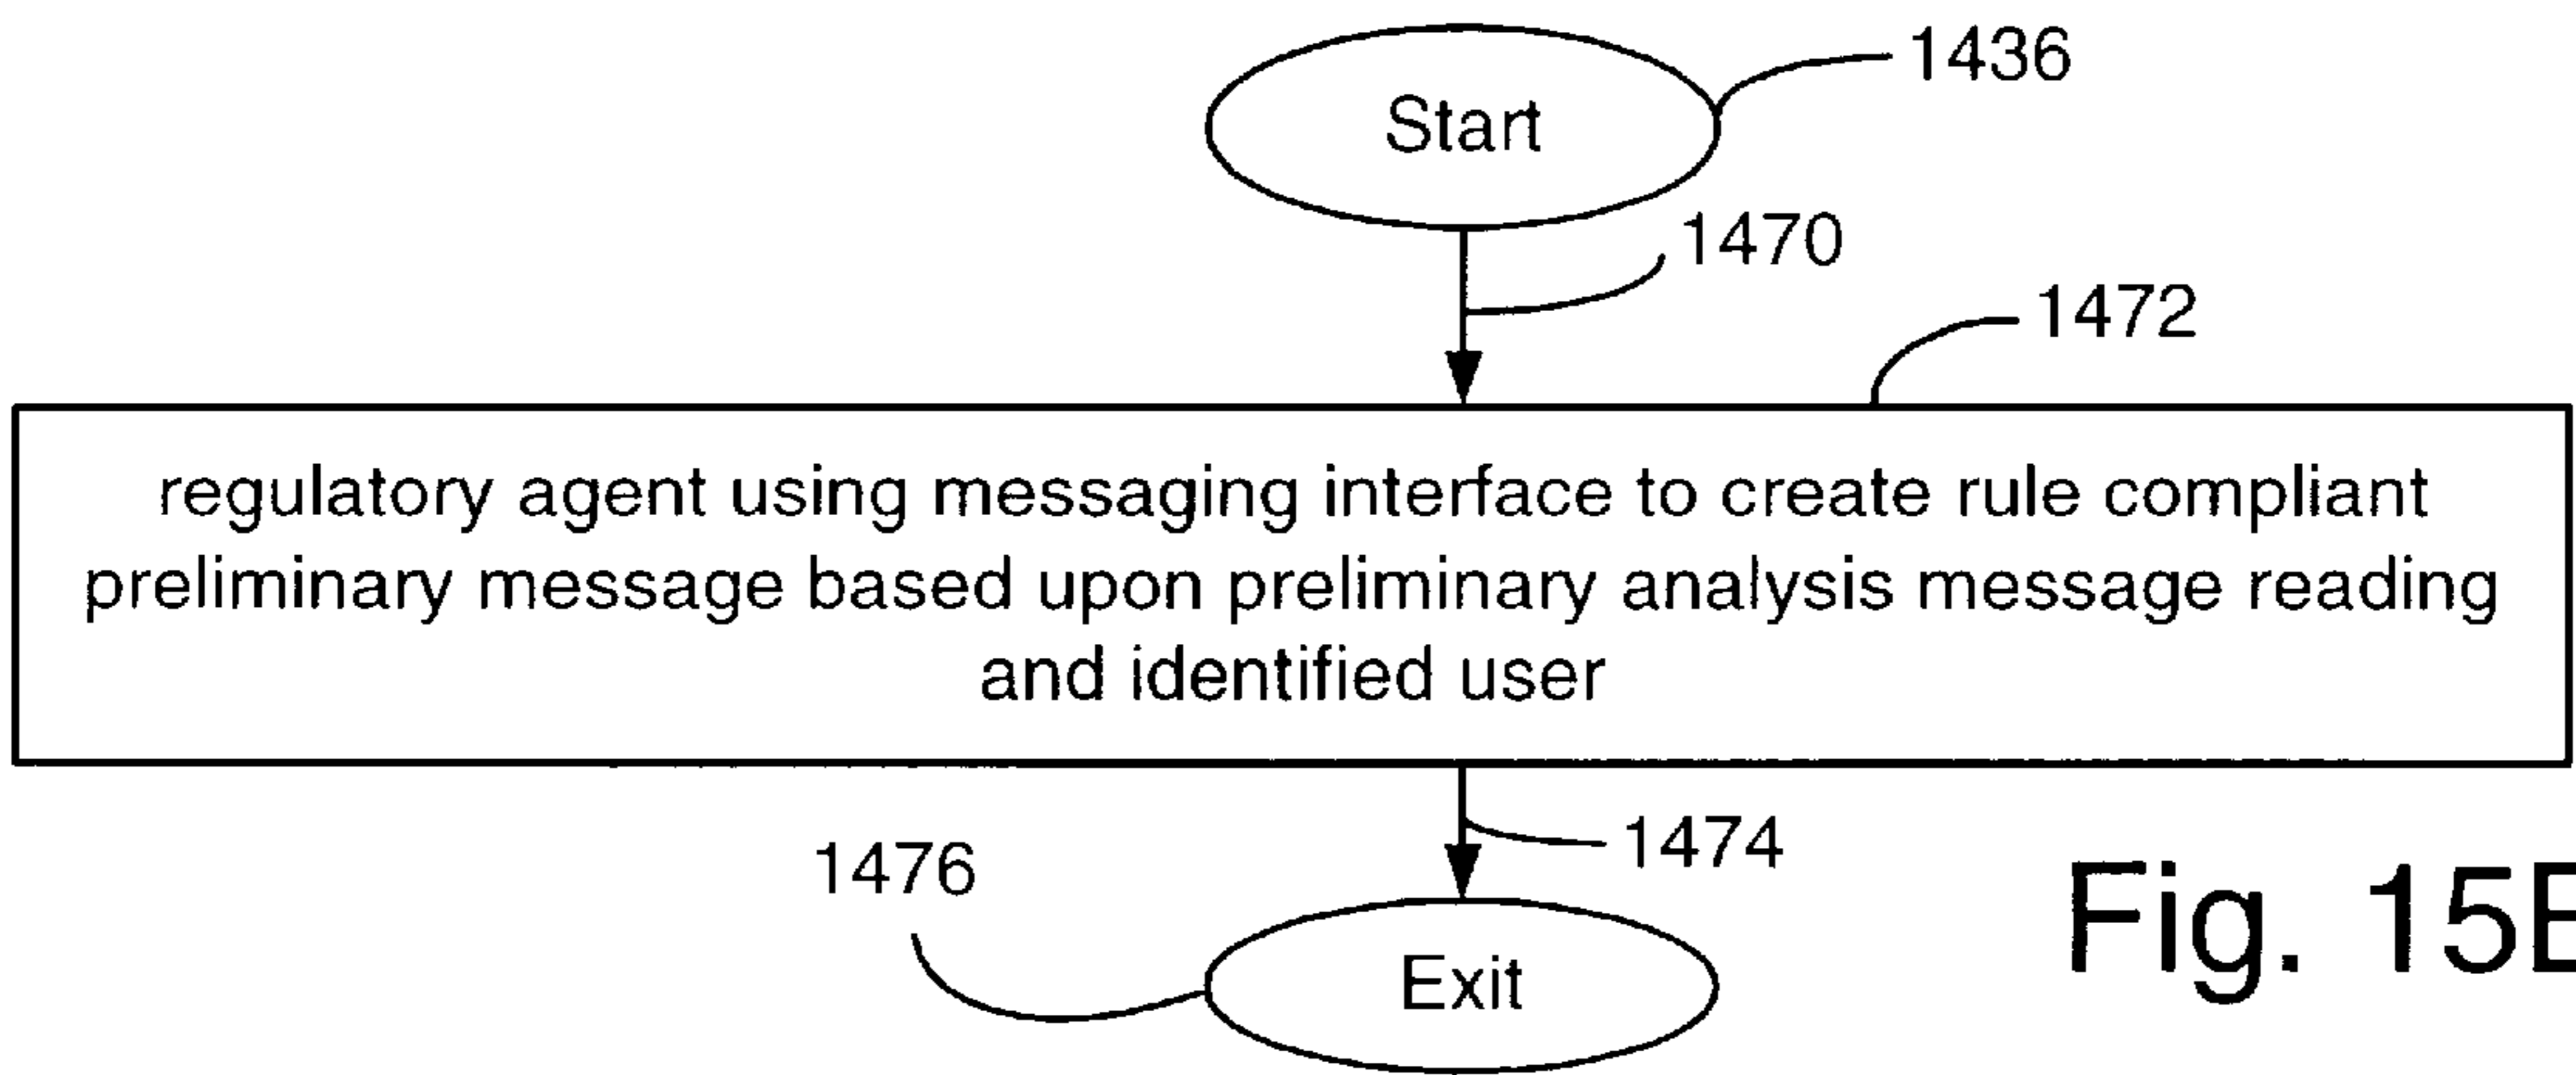 Start
1436
1470
1472
regulatory agent using messaging interface to create rule compliant
preliminary message based upon preliminary analysis message reading
and identified user
1474
1476
Exit
Fig.